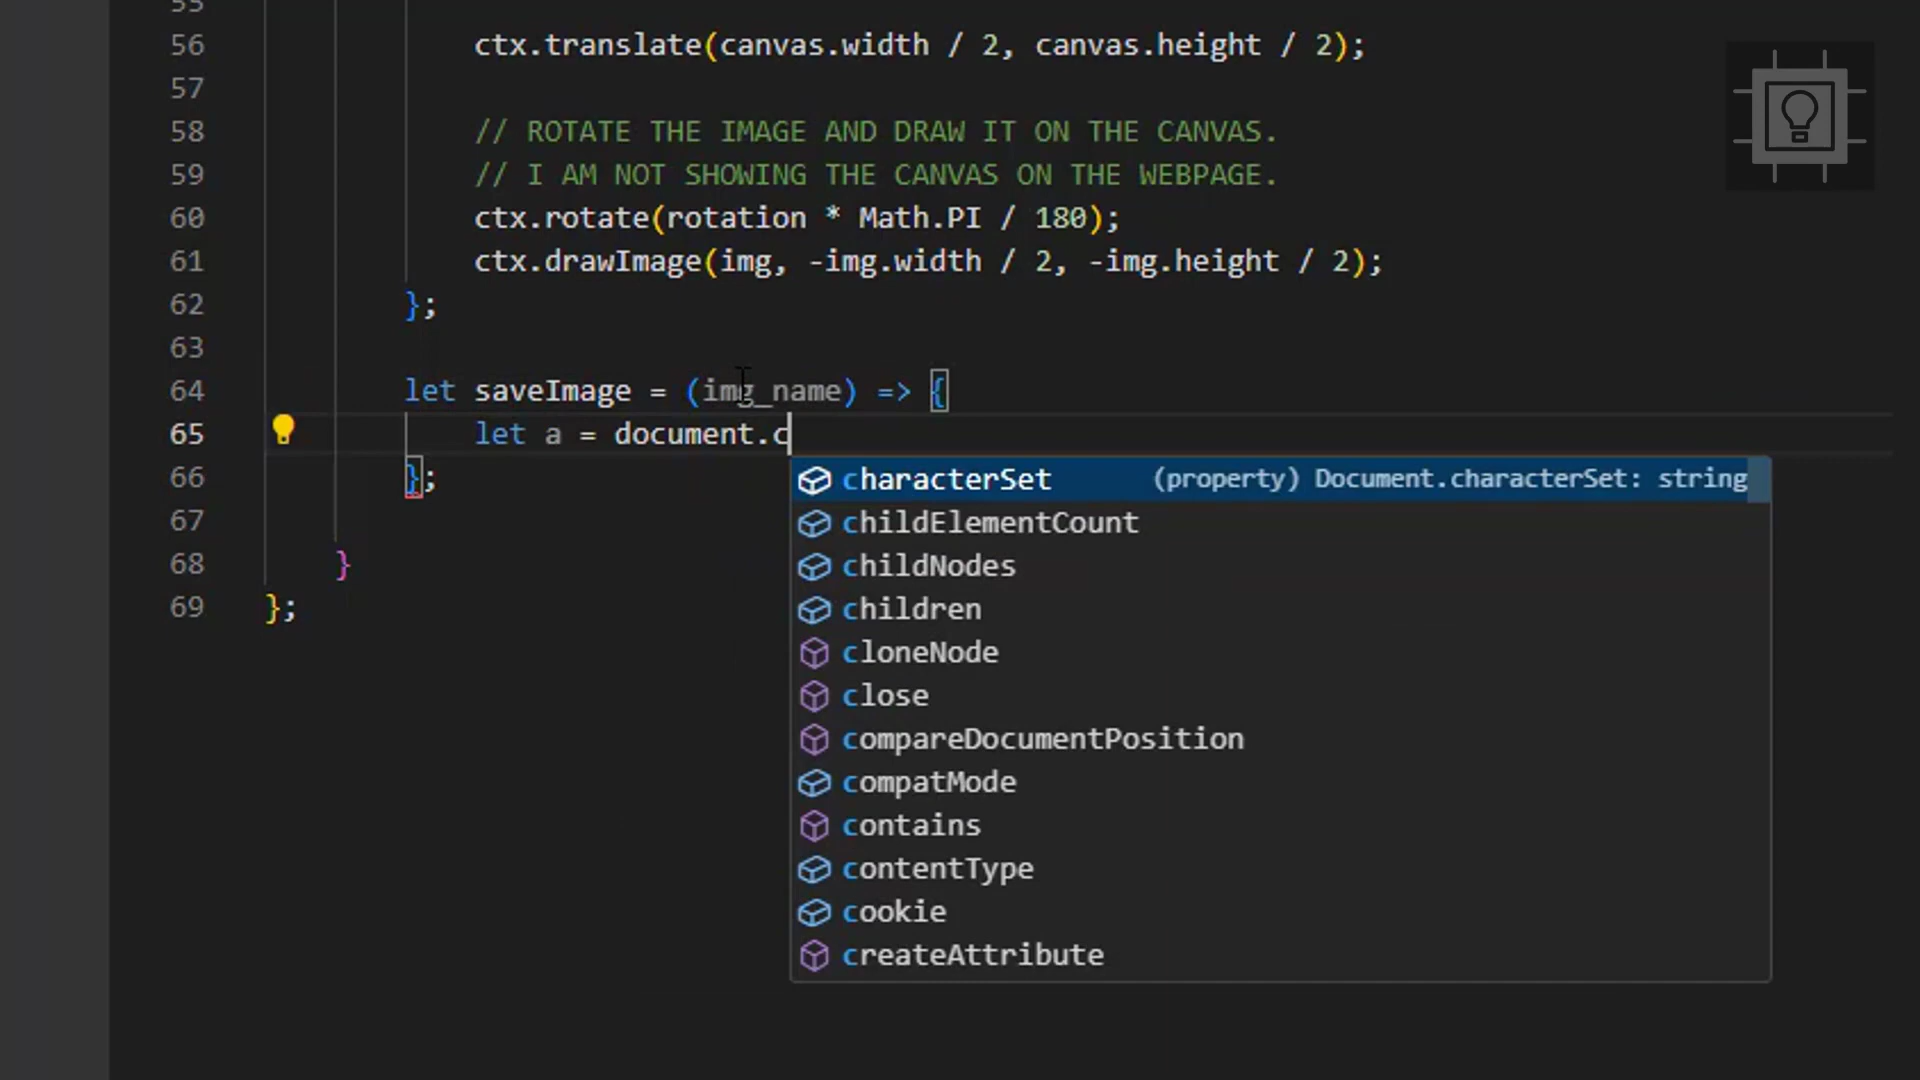 55
56 ctx.translate(canvas.width / 2, canvas.height / 2);
57
58 // ROTATE THE IMAGE AND DRAW IT ON THE CANVAS.
59 // I AM NOT SHOWING THE CANVAS ON THE WEBPAGE.
60 ctx.rotate(rotation * Math.PI / 180);
61 ctx.drawImage(img, -img.width / 2, -img.height / 2);
62 };
63
64 let saveImage = (img_name) => {
65 let a = document.c
66 };
characterSet (property) Document.characterSet: string
67
childElementCount
68 }
childNodes
69 };
children
cloneNode
close
compareDocumentPosition
compatMode
contains
contentType
cookie
createAttribute